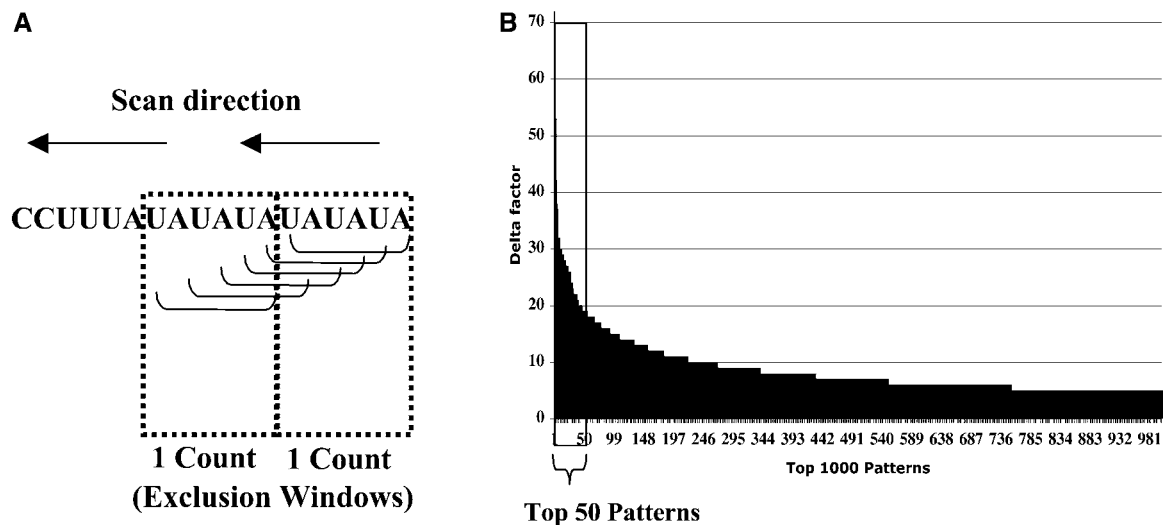 A
Scan direction
CCUUUAUAUAUAUAUAUA
1 Count 1 Count
(Exclusion Windows)
B
Delta factor
70
60
50
40
30
20
10
0
1 50 99 148 197 246 295 344 393 442 491 540 589 638 687 736 785 834 883 932 981
Top 1000 Patterns
Top 50 Patterns